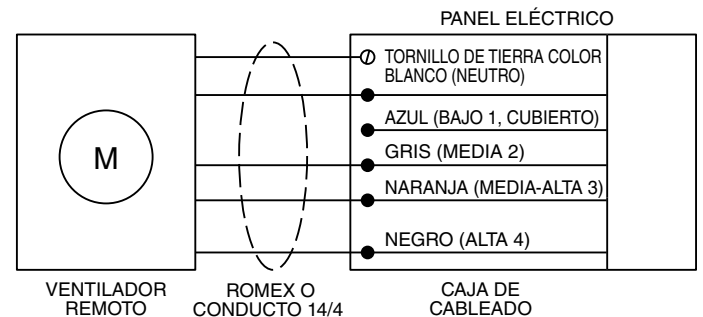 PANEL ELÉCTRICO
TORNILLO DE TIERRA COLOR
BLANCO (NEUTRO)
AZUL (BAJO 1, CUBIERTO)
GRIS (MEDIA 2)
NARANJA (MEDIA-ALTA 3)
NEGRO (ALTA 4)
M
VENTILADOR
REMOTO
ROMEX O
CONDUCTO 14/4
CAJA DE
CABLEADO